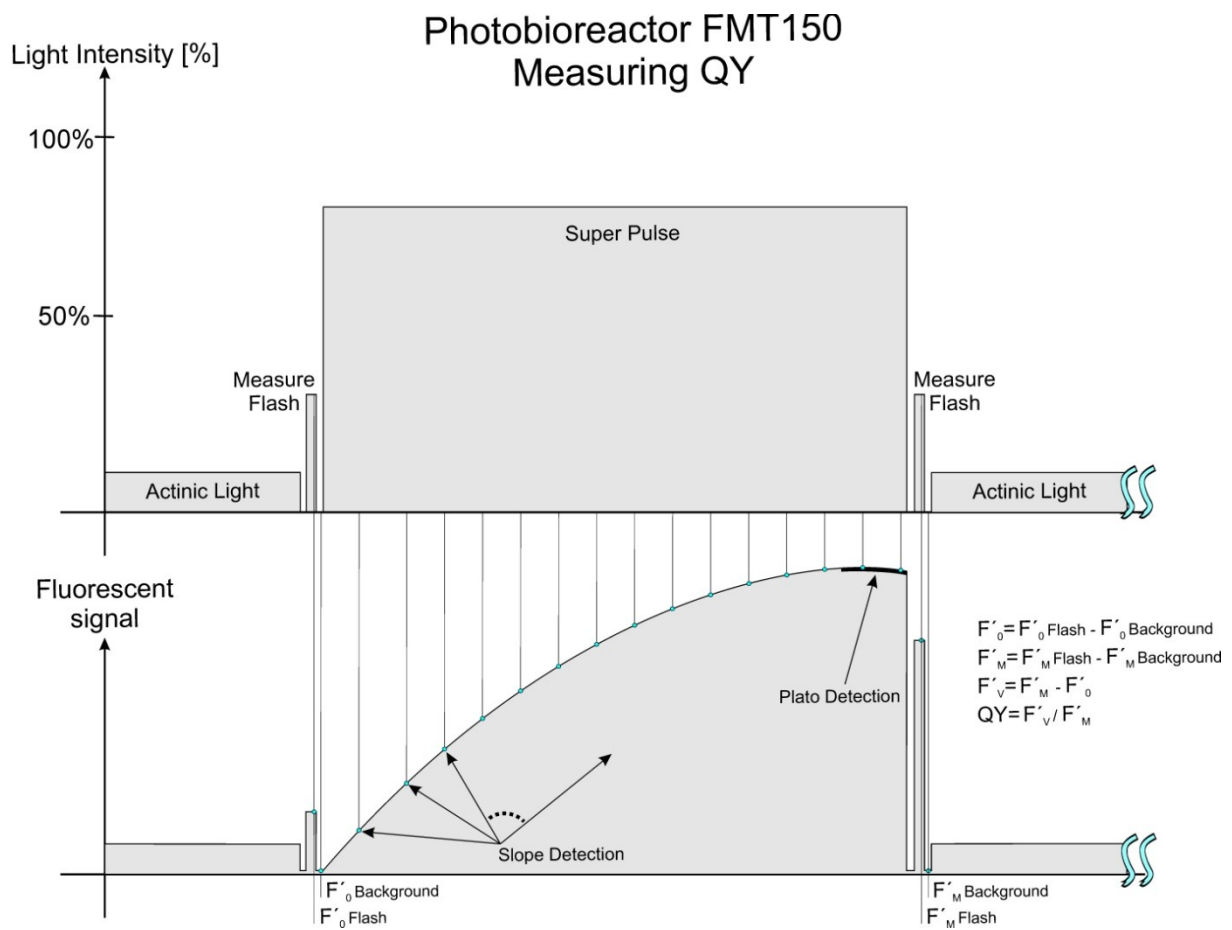 Photobioreactor FMT150
Measuring QY
Light Intensity [%]
100%
50%
Super Pulse
Measure
Flash
Measure
Flash
Actinic Light
Actinic Light
Fluorescent
signal
F´₀=F´₀ Flash - F´₀ Background
F´M=F´M Flash - F´M Background
F´V=F´M - F´₀
QY=F´V / F´M
Plato Detection
Slope Detection
F´₀ Background
F´₀ Flash
F´M Background
F´M Flash